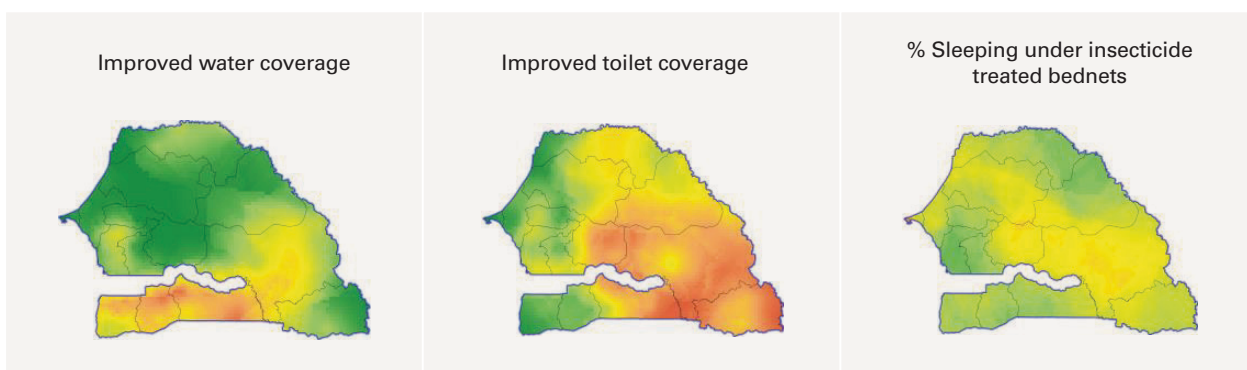 Improved water coverage
Improved toilet coverage
% Sleeping under insecticide
treated bednets